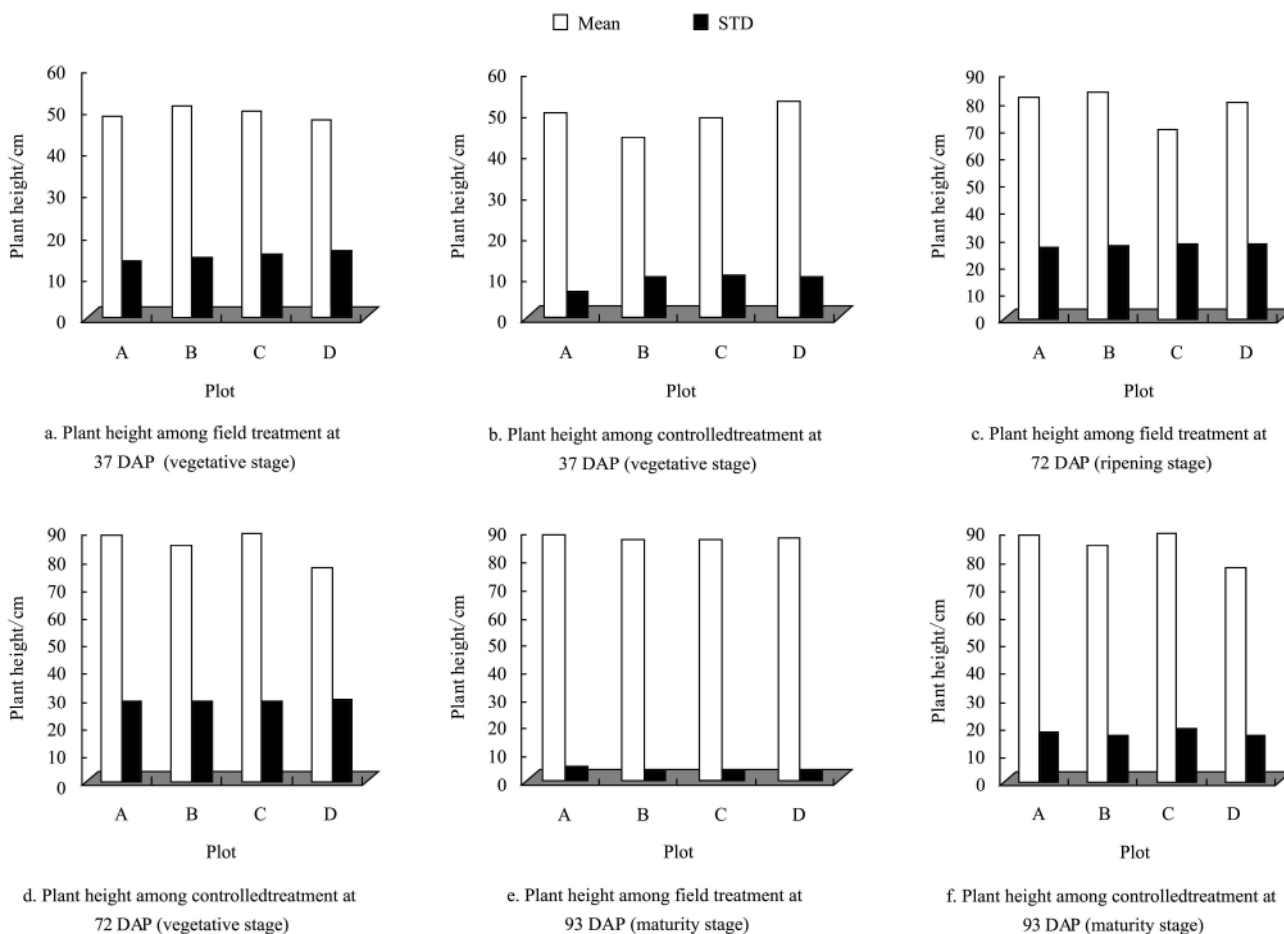 Mean STD
Plant height/cm
60
50
40
30
20
10
0
A B C D
Plot
a. Plant height among field treatment at
37 DAP (vegetative stage)
Plant height/cm
60
50
40
30
20
10
0
A B C D
Plot
b. Plant height among controlledtreatment at
37 DAP (vegetative stage)
Plant height/cm
90
80
70
60
50
40
30
20
10
0
A B C D
Plot
c. Plant height among field treatment at
72 DAP (ripening stage)
Plant height/cm
90
80
70
60
50
40
30
20
10
0
A B C D
Plot
d. Plant height among controlledtreatment at
72 DAP (vegetative stage)
Plant height/cm
90
80
70
60
50
40
30
20
10
0
A B C D
Plot
e. Plant height among field treatment at
93 DAP (maturity stage)
Plant height/cm
90
80
70
60
50
40
30
20
10
0
A B C D
Plot
f. Plant height among controlledtreatment at
93 DAP (maturity stage)